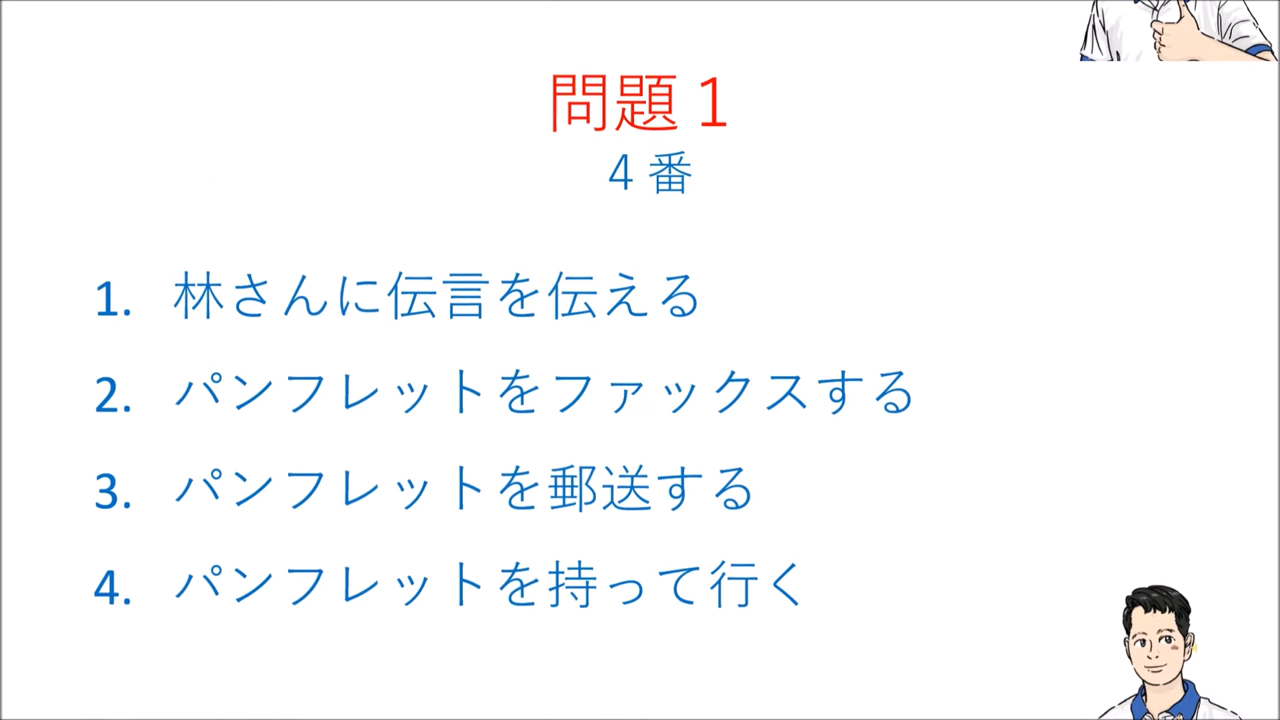 問題1
4番
1. 林さんに伝言を伝える
2. パンフレットをファックスする
3. パンフレットを郵送する
4. パンフレットを持って行く